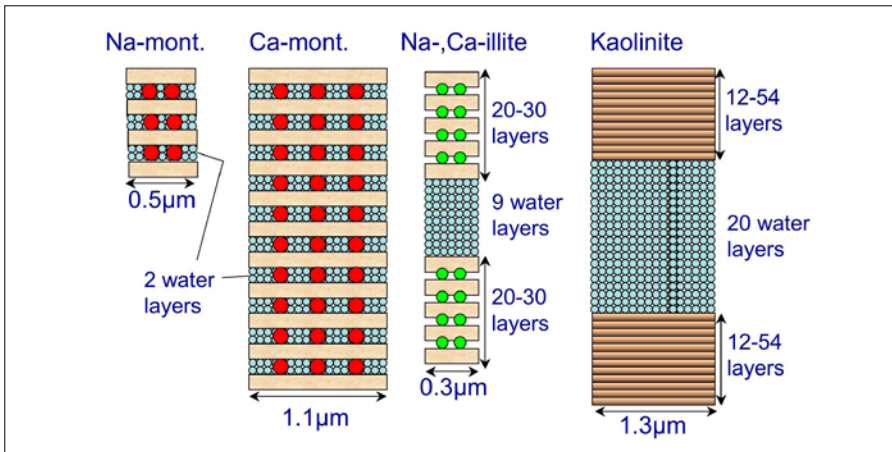 Na-mont.
Ca-mont.
Na-,Ca-illite
Kaolinite
20-30
layers
12-54
layers
0.5µm
9 water
layers
20 water
layers
2 water
layers
20-30
layers
12-54
layers
0.3µm
1.1µm
1.3µm